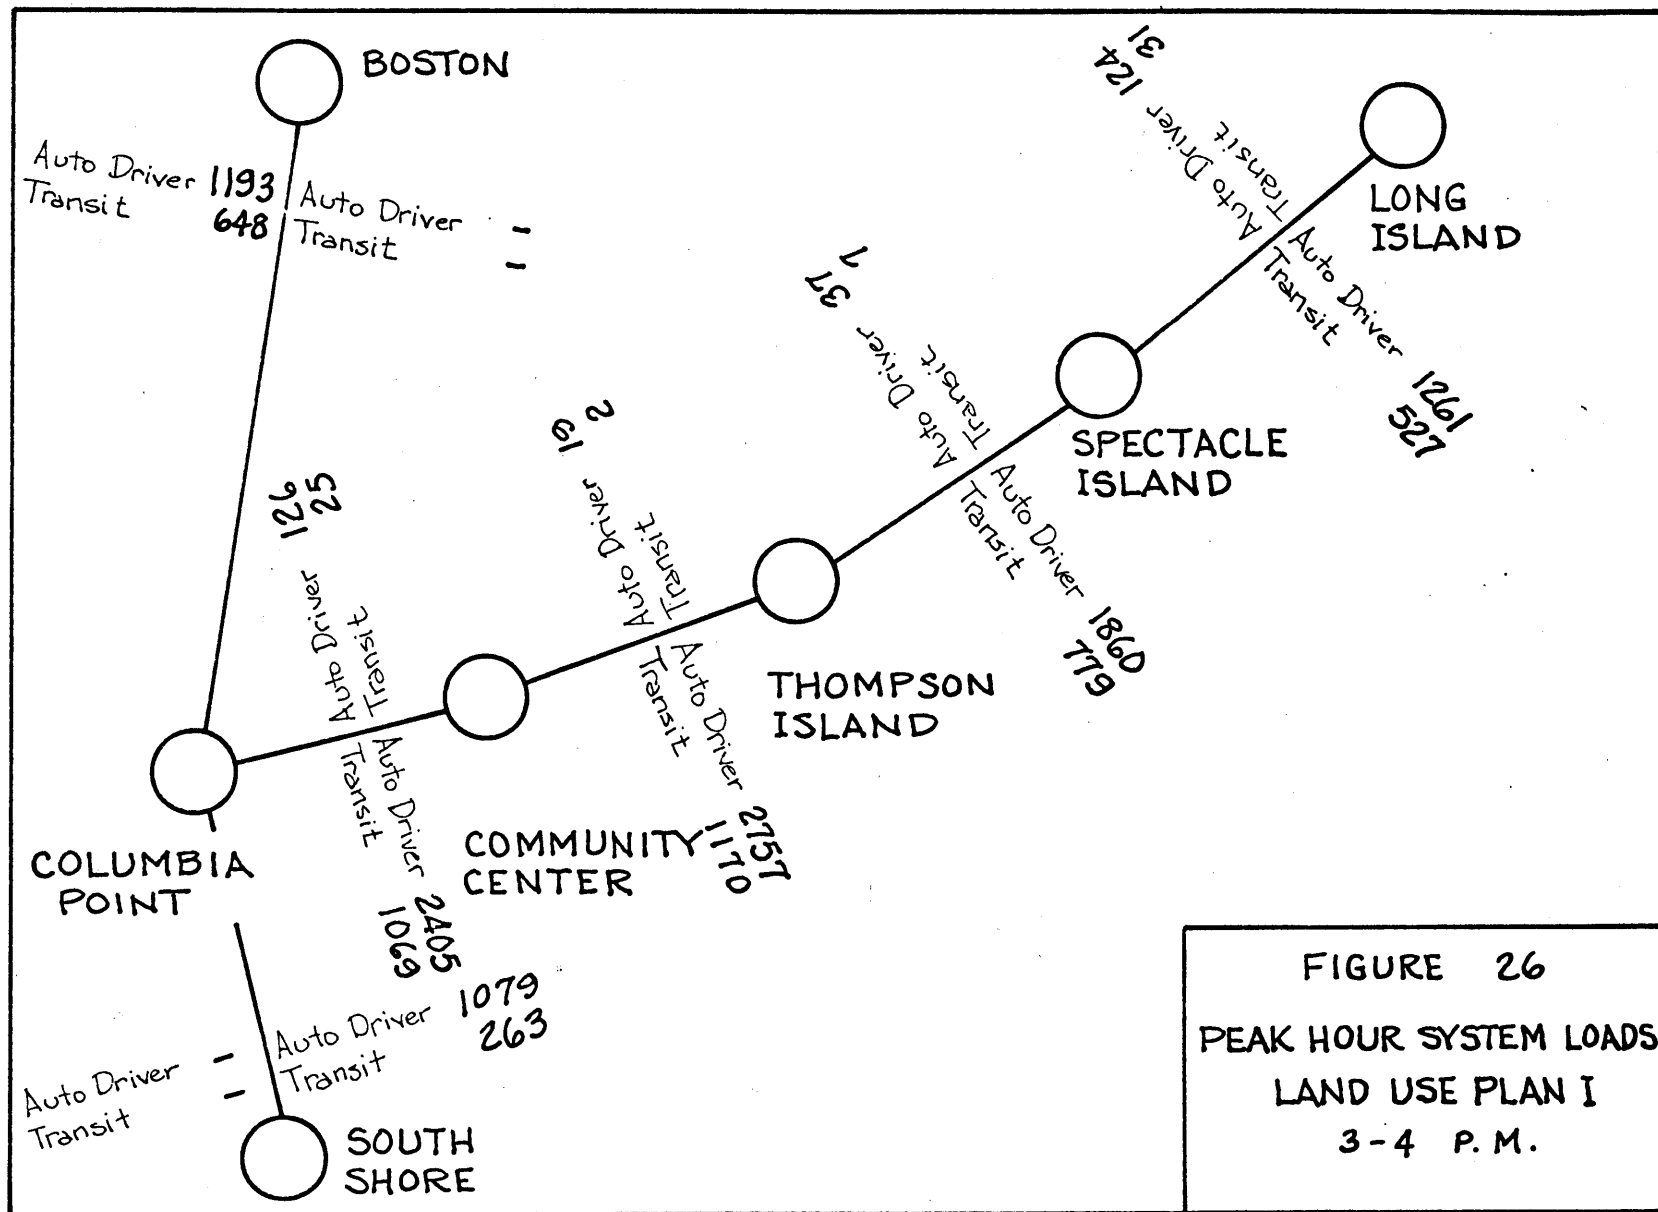 BOSTON
Auto Driver 1193
Transit 648
Auto Driver -
Transit -
31
Auto Driver 124
Transit
LONG
ISLAND
Auto Driver 1261
Transit 527
1
Auto Driver 37
Transit
SPECTACLE
ISLAND
Auto Driver 1860
Transit 779
2
Auto Driver 19
Transit
THOMPSON
ISLAND
Auto Driver 2757
Transit 1170
25
Auto Driver 126
Transit
COMMUNITY
CENTER
Auto Driver 2405
Transit 1069
COLUMBIA
POINT
Auto Driver 1079
Transit 263
Auto Driver -
Transit -
SOUTH
SHORE
FIGURE 26
PEAK HOUR SYSTEM LOADS
LAND USE PLAN I
3-4 P.M.